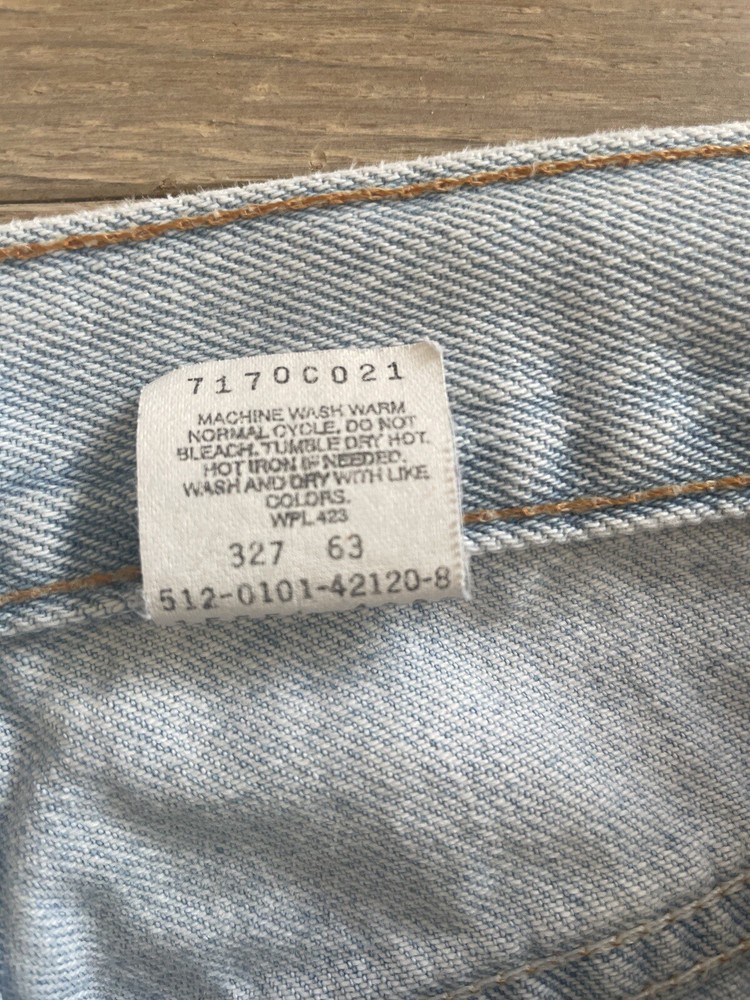 7170C021
MACHINE WASH WARM
NORMAL CYCLE. DO NOT
BLEACH. TUMBLE DRY HOT.
HOT IRON IF NEEDED.
WASH AND DRY WITH LIKE
COLORS.
WPL 423
327 63
512-0101-42120-8